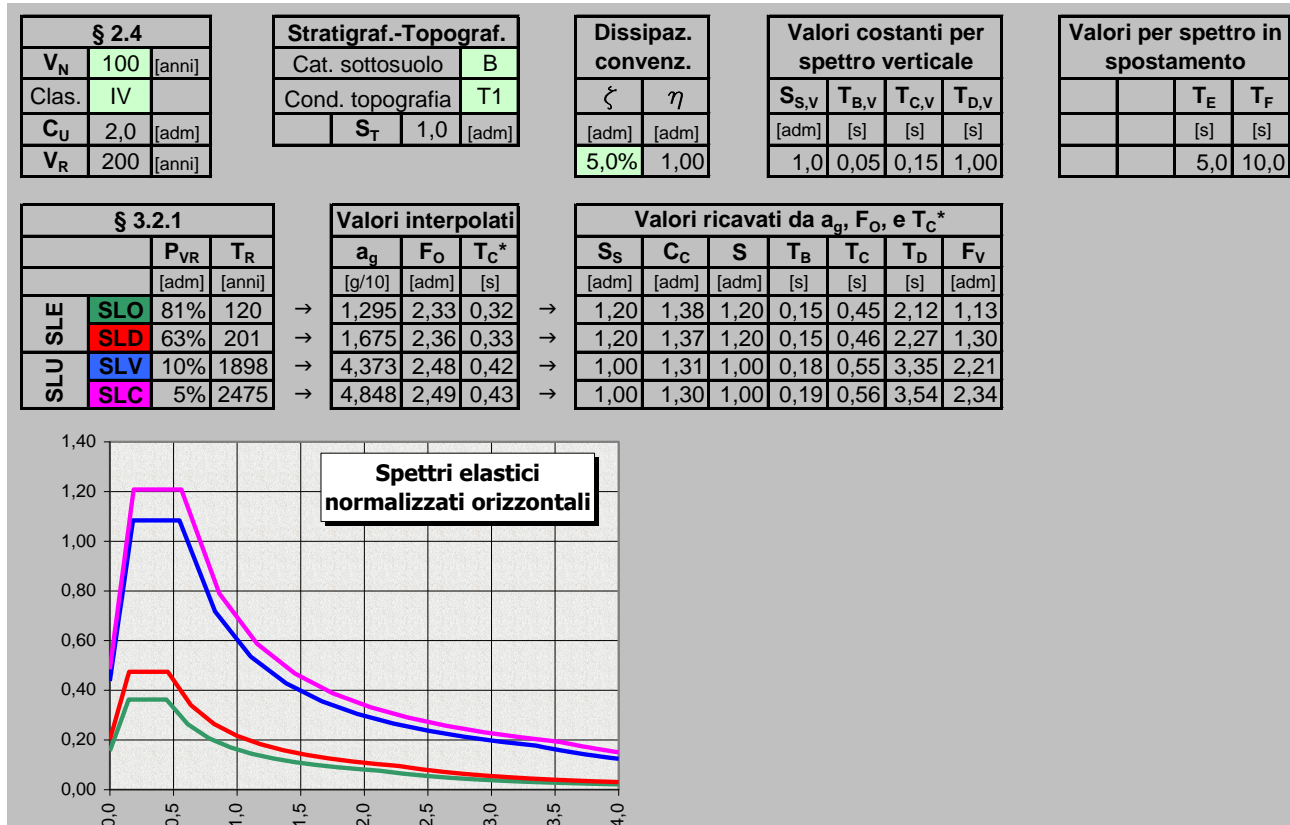 § 2.4
V_N 100 [anni]
Clas. IV
C_U 2,0 [adm]
V_R 200 [anni]
Stratigraf.-Topograf.
Cat. sottosuolo B
Cond. topografia T1
S_T 1,0 [adm]
Dissipaz.
convenz.
ζ η
[adm] [adm]
5,0% 1,00
Valori costanti per
spettro verticale
S_S,V T_B,V T_C,V T_D,V
[adm] [s] [s] [s]
1,0 0,05 0,15 1,00
Valori per spettro in
spostamento
T_E T_F
[s] [s]
5,0 10,0
§ 3.2.1 Valori interpolati Valori ricavati da a_g, F_O, e T_C*
P_VR T_R a_g F_O T_C* S_S C_C S T_B T_C T_D F_V
[adm] [anni] [g/10] [adm] [s] [adm] [adm] [adm] [s] [s] [s] [adm]
SLE
SLO 81% 120 → 1,295 2,33 0,32 → 1,20 1,38 1,20 0,15 0,45 2,12 1,13
SLD 63% 201 → 1,675 2,36 0,33 → 1,20 1,37 1,20 0,15 0,46 2,27 1,30
SLU
SLV 10% 1898 → 4,373 2,48 0,42 → 1,00 1,31 1,00 0,18 0,55 3,35 2,21
SLC 5% 2475 → 4,848 2,49 0,43 → 1,00 1,30 1,00 0,19 0,56 3,54 2,34
Spettri elastici
normalizzati orizzontali
1,40
1,20
1,00
0,80
0,60
0,40
0,20
0,00
0,0 0,5 1,0 1,5 2,0 2,5 3,0 3,5 4,0